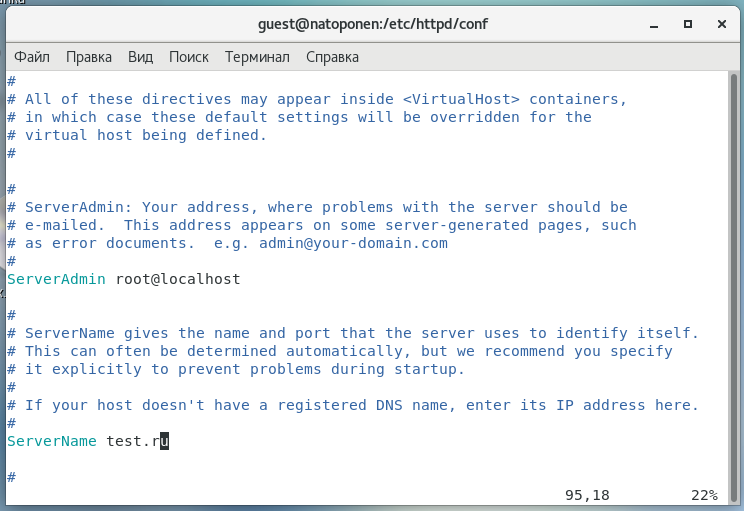 guest@natoponen:/etc/httpd/conf
Файл Правка Вид Поиск Терминал Справка
#
# All of these directives may appear inside <VirtualHost> containers,
# in which case these default settings will be overridden for the
# virtual host being defined.
#
#
# ServerAdmin: Your address, where problems with the server should be
# e-mailed.  This address appears on some server-generated pages, such
# as error documents.  e.g. admin@your-domain.com
#
ServerAdmin root@localhost
#
# ServerName gives the name and port that the server uses to identify itself.
# This can often be determined automatically, but we recommend you specify
# it explicitly to prevent problems during startup.
#
# If your host doesn't have a registered DNS name, enter its IP address here.
#
ServerName test.ru
#
95,18 22%